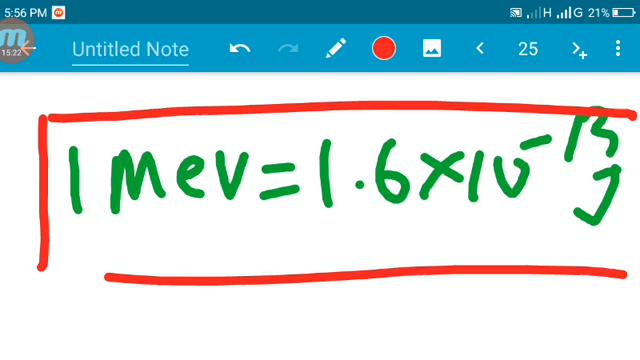 5:56 PM H G 21%
15:22 Untitled Note 25
1 Mev = 1.6×10⁻¹³ J